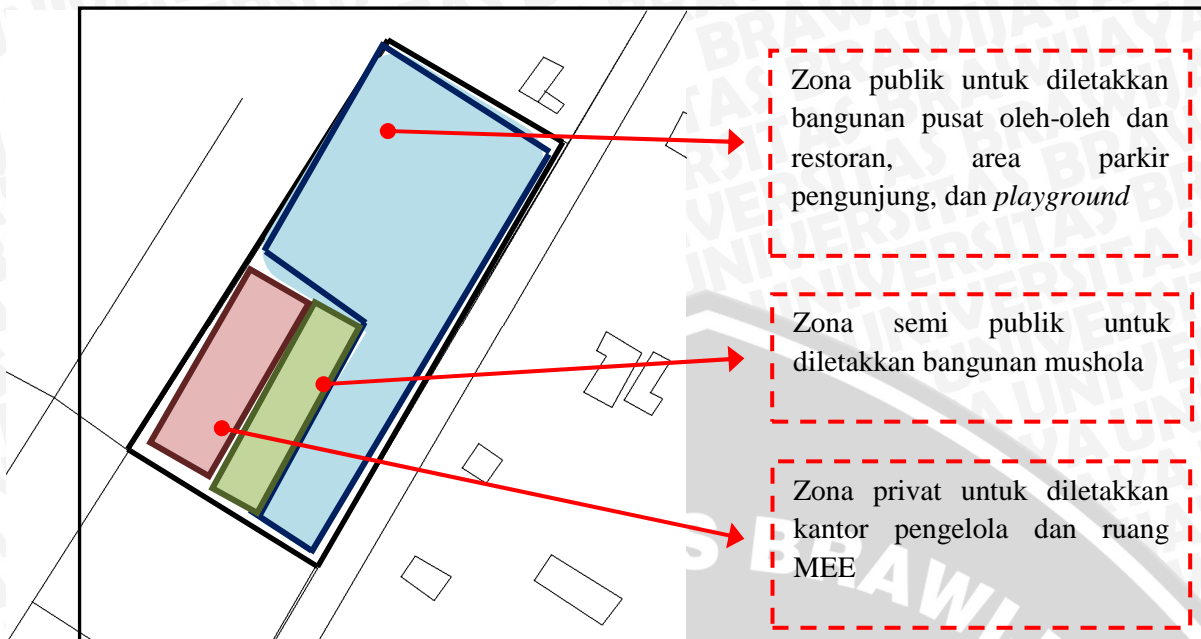 Zona publik untuk diletakkan
bangunan pusat oleh-oleh dan
restoran, area parkir
pengunjung, dan playground
Zona semi publik untuk
diletakkan bangunan mushola
Zona privat untuk diletakkan
kantor pengelola dan ruang
MEE